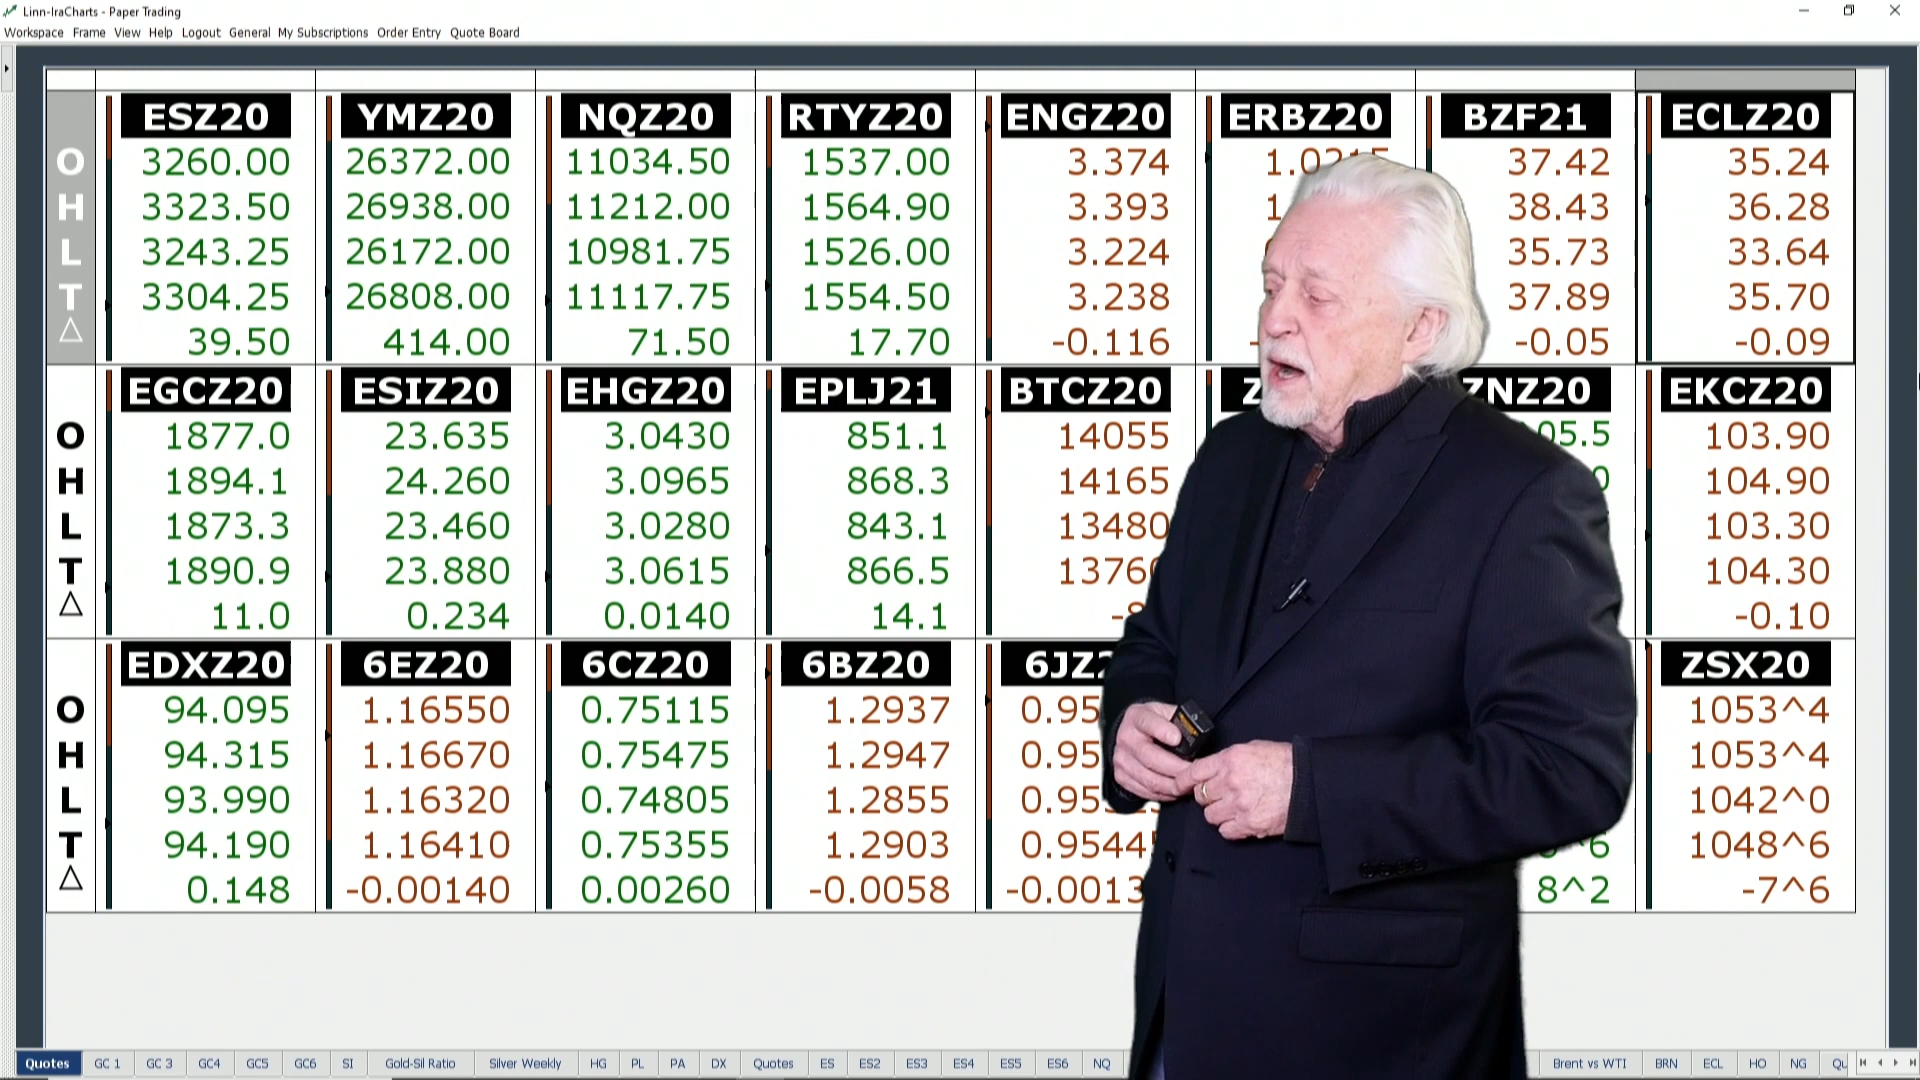 Linn-IraCharts - Paper Trading
Workspace Frame View Help Logout General My Subscriptions Order Entry Quote Board
ESZ20 YMZ20 NQZ20 RTYZ20 ENGZ20 ERBZ20 BZF21 ECLZ20
O 3260.00 26372.00 11034.50 1537.00 3.374 37.42 35.24
H 3323.50 26938.00 11212.00 1564.90 3.393 38.43 36.28
L 3243.25 26172.00 10981.75 1526.00 3.224 35.73 33.64
T 3304.25 26808.00 11117.75 1554.50 3.238 37.89 35.70
△ 39.50 414.00 71.50 17.70 -0.116 -0.05 -0.09
EGCZ20 ESIZ20 EHGZ20 EPLJ21 BTCZ20 ZNZ20 EKCZ20
O 1877.0 23.635 3.0430 851.1 14055 103.90
H 1894.1 24.260 3.0965 868.3 14165 104.90
L 1873.3 23.460 3.0280 843.1 13480 103.30
T 1890.9 23.880 3.0615 866.5 104.30
△ 11.0 0.234 0.0140 14.1 -0.10
EDXZ20 6EZ20 6CZ20 6BZ20 ZSX20
O 94.095 1.16550 0.75115 1.2937 1053^4
H 94.315 1.16670 0.75475 1.2947 1053^4
L 93.990 1.16320 0.74805 1.2855 1042^0
T 94.190 1.16410 0.75355 1.2903 1048^6
△ 0.148 -0.00140 0.00260 -0.0058 8^2 -7^6
Quotes GC 1 GC 3 GC4 GC5 GC6 SI Gold-Sil Ratio Silver Weekly HG PL PA DX Quotes ES ES2 ES3 ES4 ES5 ES6 NQ Brent vs WTI BRN ECL HO NG